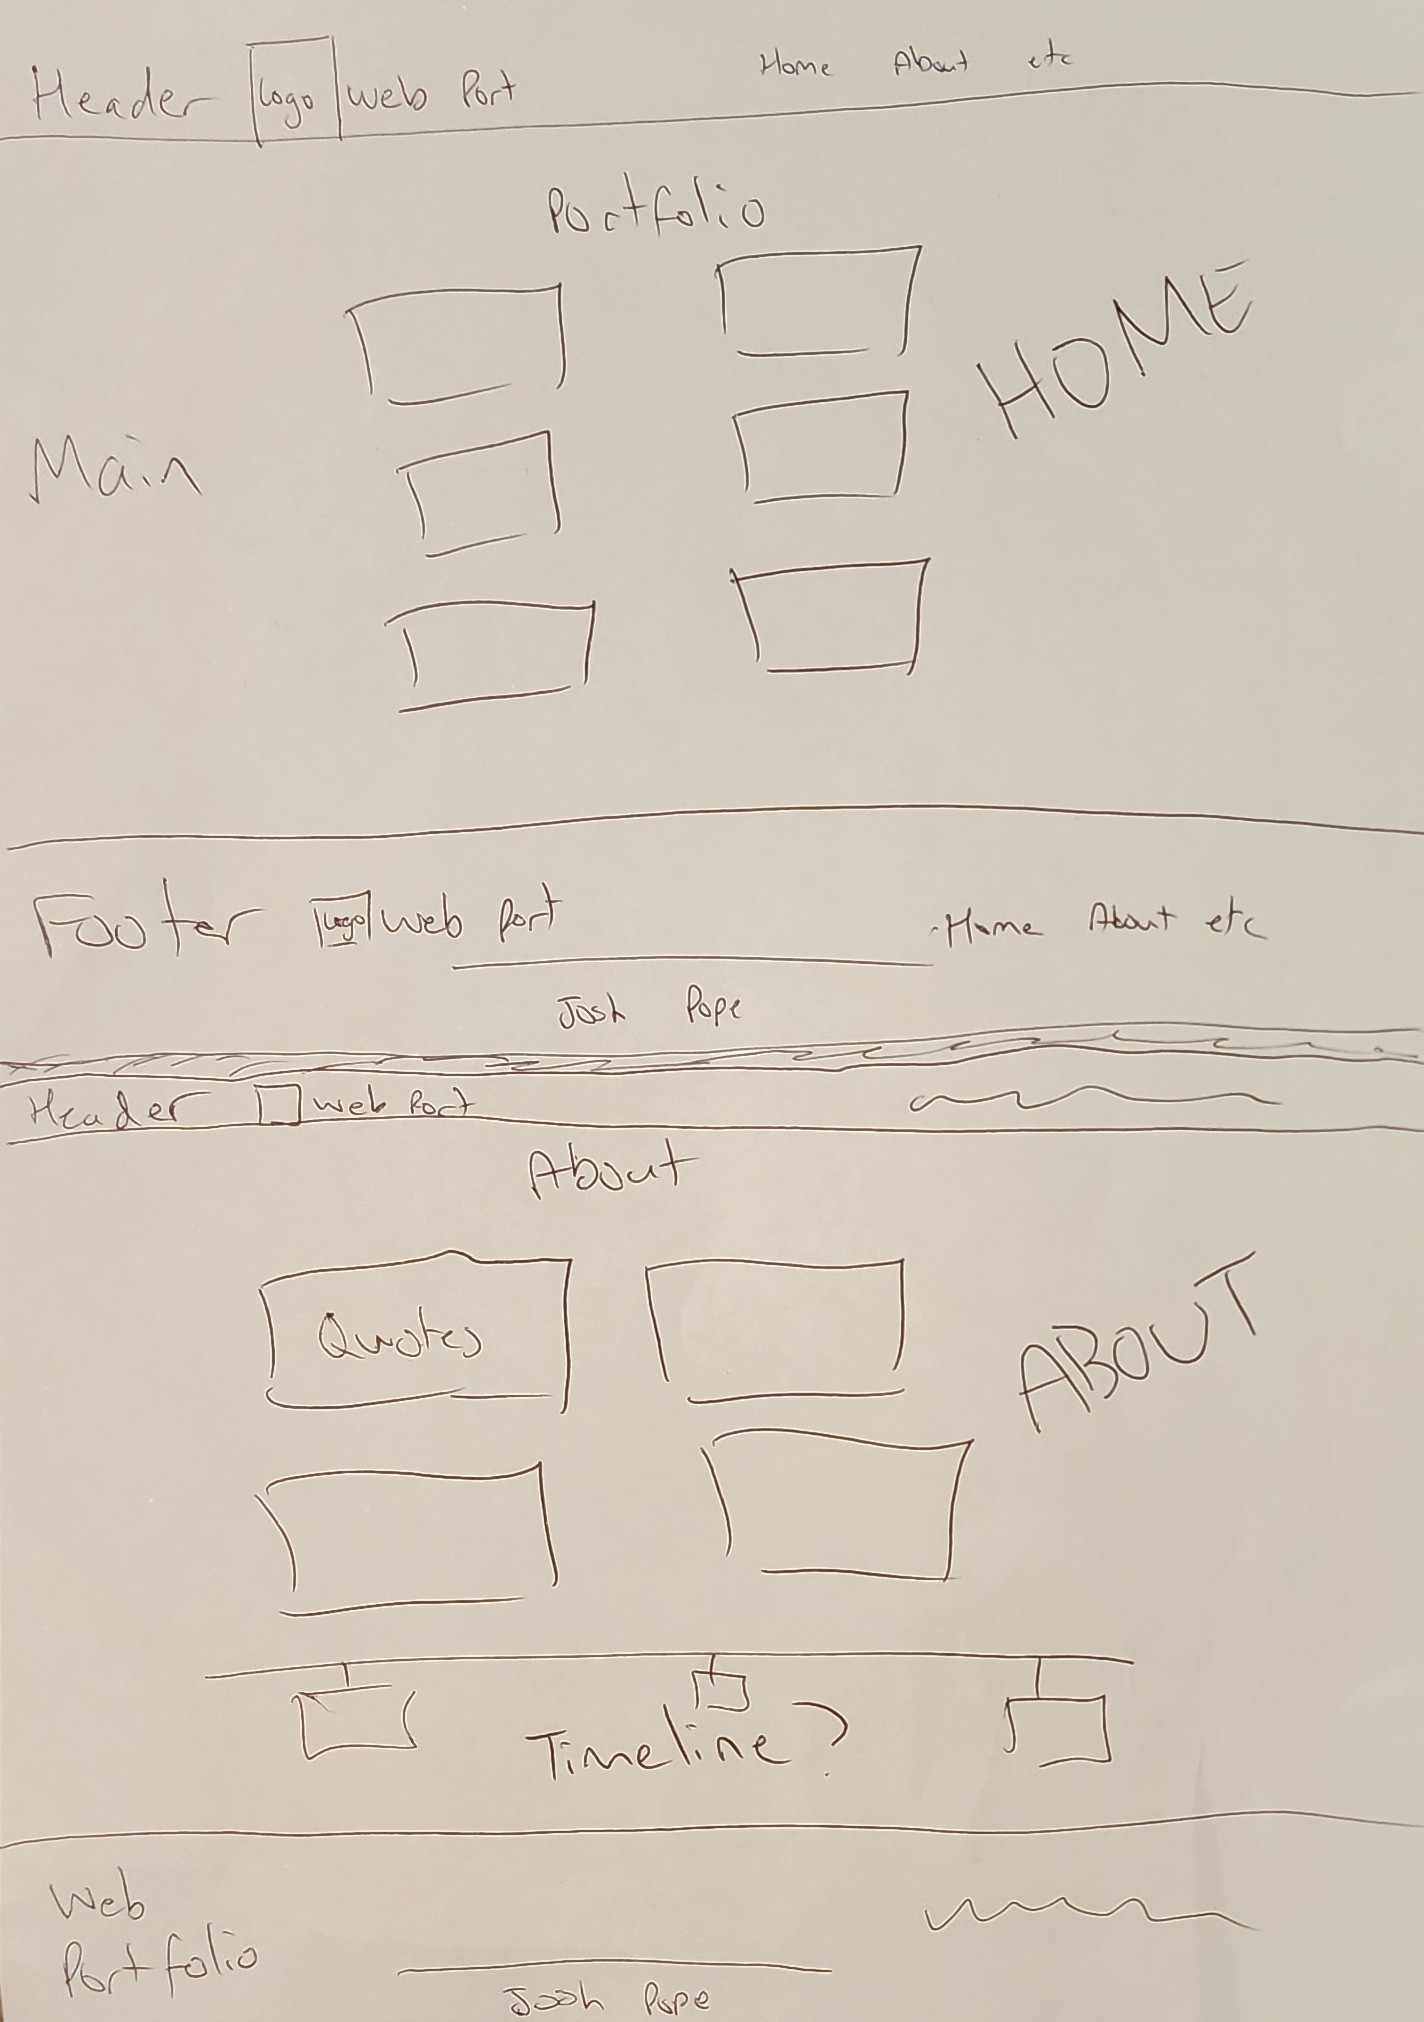 Header Logo Web Port Home About etc
Portfolio
HOME
Main
Footer Logo Web Port Home About etc
Josh Pope
Header Web Port
About
Quotes
ABOUT
Timeline?
Web
Portfolio
Josh Pope